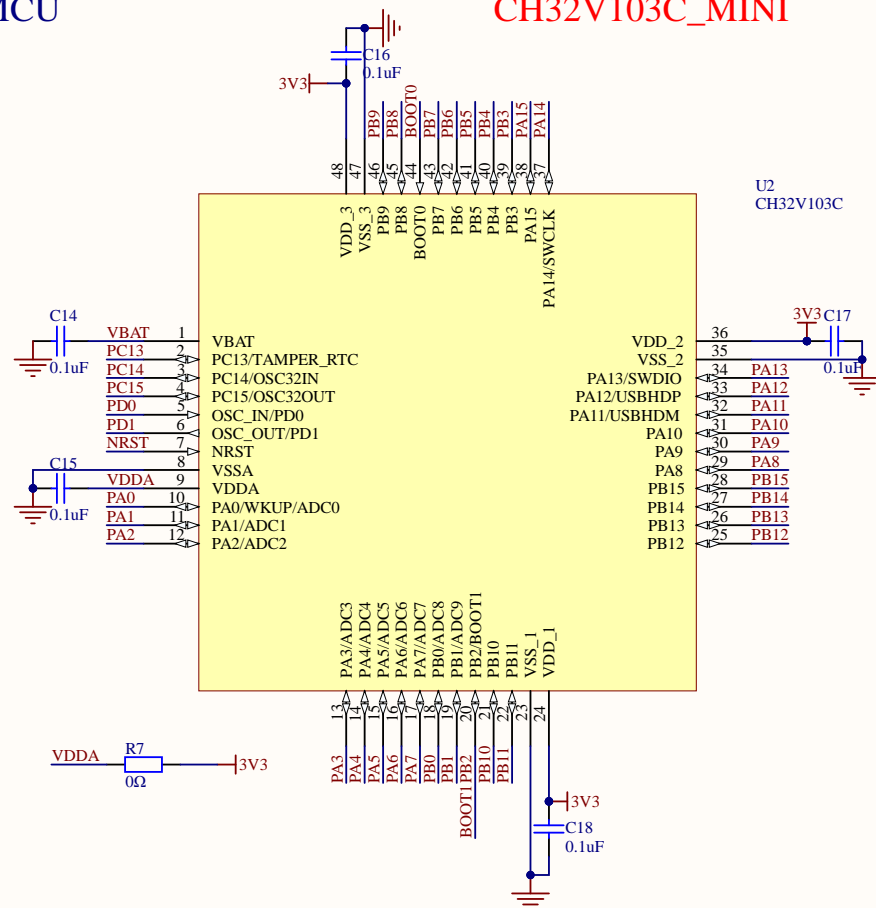 MCU
CH32V103C_MINI
C16
0.1uF
3V3
PB9
PB8
BOOT0
PB7
PB6
PB5
PB4
PB3
PA15
PA14
48
47
46
45
44
43
42
41
40
39
38
37
VDD_3
VSS_3
PB9
PB8
BOOT0
PB7
PB6
PB5
PB4
PB3
PA15
PA14/SWCLK
U2
CH32V103C
C14
0.1uF
VBAT 1 VBAT
PC13 2 PC13/TAMPER_RTC
PC14 3 PC14/OSC32IN
PC15 4 PC15/OSC32OUT
PD0 5 OSC_IN/PD0
PD1 6 OSC_OUT/PD1
NRST 7 NRST
8 VSSA
C15
0.1uF
VDDA 9 VDDA
PA0 10 PA0/WKUP/ADC0
PA1 11 PA1/ADC1
PA2 12 PA2/ADC2
3V3 C17
0.1uF
VDD_2 36
VSS_2 35
PA13/SWDIO 34 PA13
PA12/USBHDP 33 PA12
PA11/USBHDM 32 PA11
PA10 31 PA10
PA9 30 PA9
PA8 29 PA8
PB15 28 PB15
PB14 27 PB14
PB13 26 PB13
PB12 25 PB12
PA3/ADC3
PA4/ADC4
PA5/ADC5
PA6/ADC6
PA7/ADC7
PB0/ADC8
PB1/ADC9
PB2/BOOT1
PB10
PB11
VSS_1
VDD_1
13
14
15
16
17
18
19
20
21
22
23
24
PA3
PA4
PA5
PA6
PA7
PB0
PB1
BOOT1PB2
PB10
PB11
VDDA
R7
0Ω
3V3
3V3
C18
0.1uF